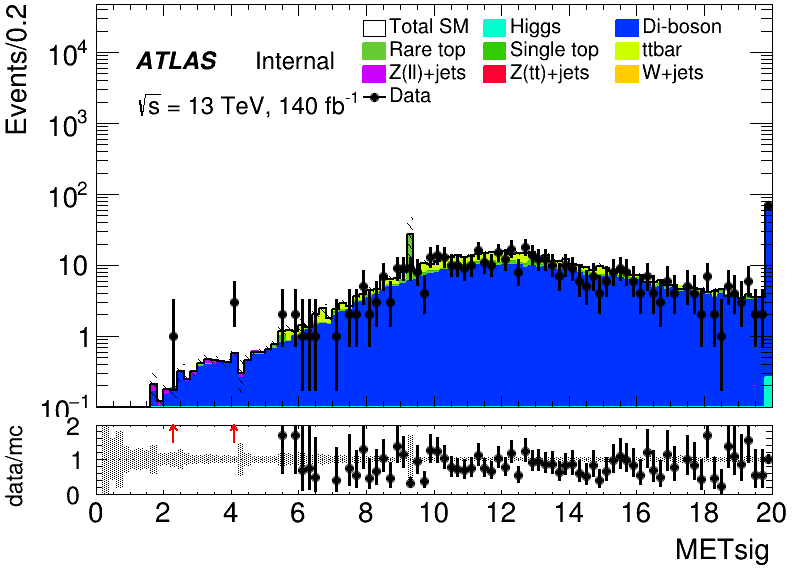 Events/0.2
10⁴
10³
10²
10
1
10⁻¹
ATLAS Internal
√s = 13 TeV, 140 fb⁻¹
Total SM Higgs Di-boson
Rare top Single top ttbar
Z(ll)+jets Z(tt)+jets W+jets
Data
data/mc
2
1
0
0 2 4 6 8 10 12 14 16 18 20
METsig